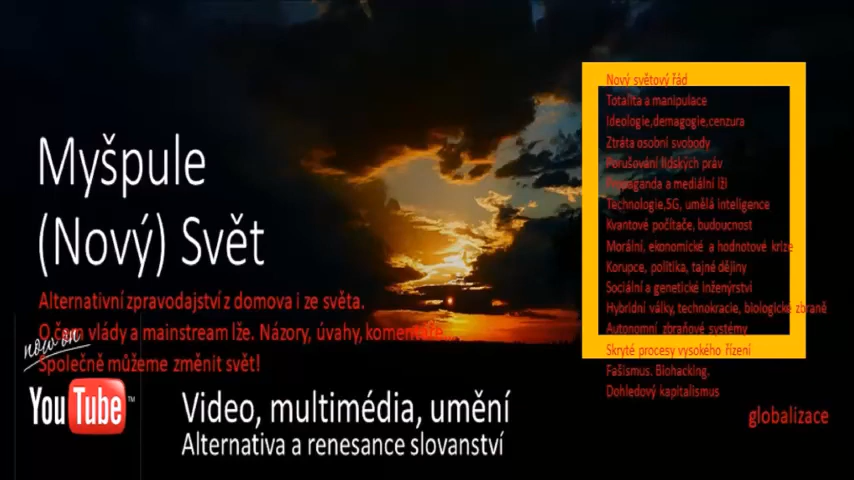 Myšpule
(Nový) Svět
Alternativní zpravodajství z domova i ze světa.
O čem vlády a mainstream lže. Názory, úvahy, komentáře.
Společně můžeme změnit svět!
now on
YouTube™
Video, multimédia, umění
Alternativa a renesance slovanství
Nový světový řád
Totalita a manipulace
Ideologie,demagogie,cenzura
Ztráta osobní svobody
Porušování lidských práv
Propaganda a mediální lži
Technologie,5G, umělá inteligence
Kvantové počítače, budoucnost
Morální, ekonomické a hodnotové krize
Korupce, politika, tajné dějiny
Sociální a genetické inženýrství
Hybridní války, technokracie, biologické zbraně
Autonomní zbraňové systémy
Skryté procesy vysokého řízení
Fašismus. Biohacking.
Dohledový kapitalismus
globalizace